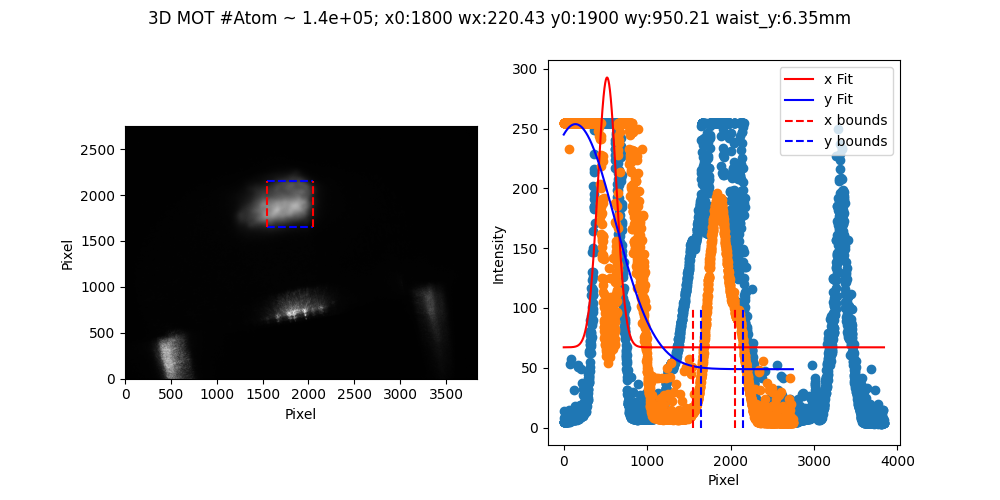 3D MOT #Atom ~ 1.4e+05; x0:1800 wx:220.43 y0:1900 wy:950.21 waist_y:6.35mm
2500
2000
1500
1000
500
0
Pixel
0 500 1000 1500 2000 2500 3000 3500
Pixel
300
250
200
150
100
50
0
Intensity
x Fit
y Fit
x bounds
y bounds
0 1000 2000 3000 4000
Pixel